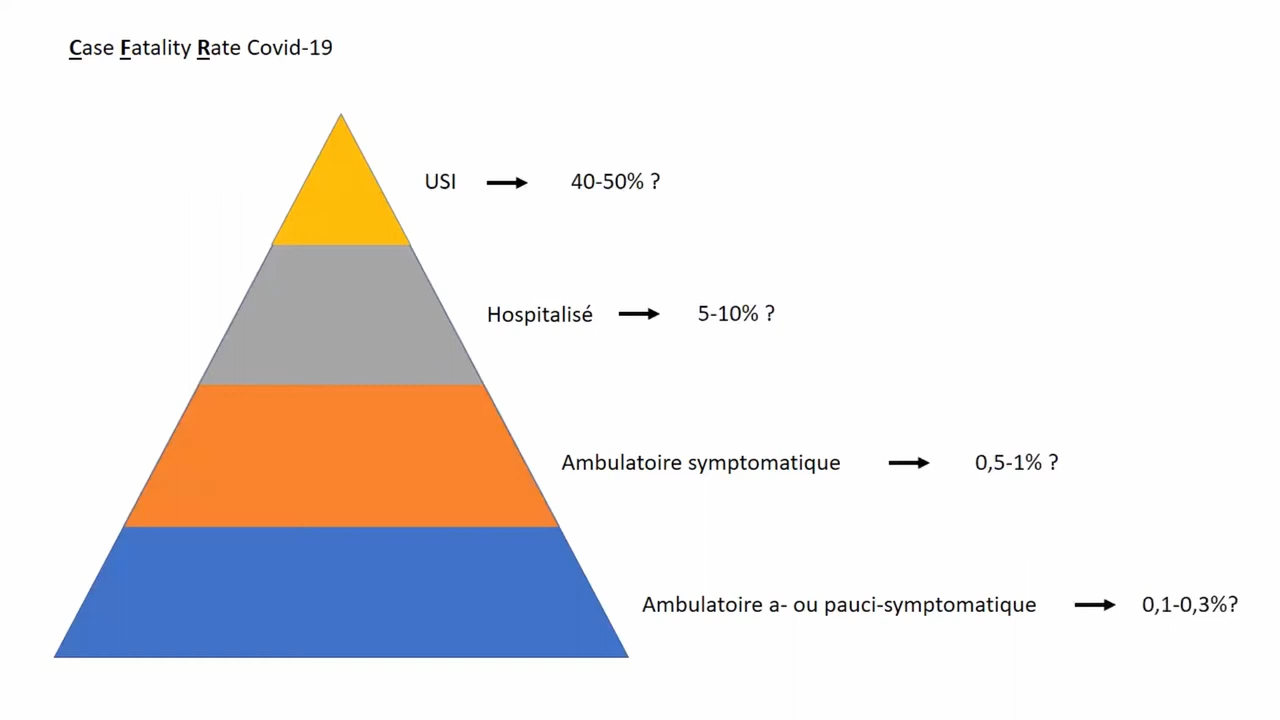 Case Fatality Rate Covid-19
USI → 40-50% ?
Hospitalisé → 5-10% ?
Ambulatoire symptomatique → 0,5-1% ?
Ambulatoire a- ou pauci-symptomatique → 0,1-0,3%?